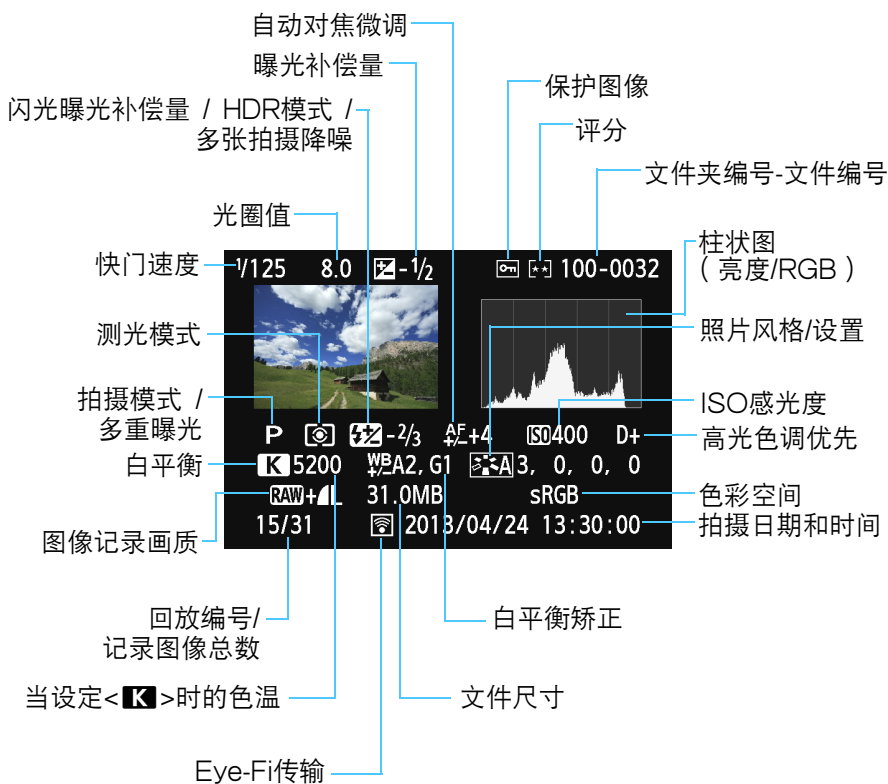 自动对焦微调
曝光补偿量
保护图像
闪光曝光补偿量 / HDR模式 /
多张拍摄降噪
评分
文件夹编号-文件编号
光圈值
柱状图
( 亮度/RGB )
快门速度
1/125 8.0 -1/2 100-0032
测光模式
照片风格/设置
拍摄模式 /
多重曝光
ISO感光度
P -2/3 AF+4 ISO400 D+
高光色调优先
白平衡
K 5200 WB A2, G1 A 3, 0, 0, 0
RAW+L 31.0MB sRGB
色彩空间
15/31 2013/04/24 13:30:00
拍摄日期和时间
图像记录画质
回放编号/
记录图像总数
白平衡矫正
当设定<K>时的色温
文件尺寸
Eye-Fi传输